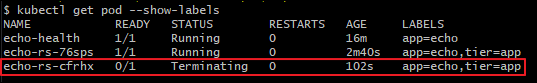 $ kubectl get pod --show-labels
NAME READY STATUS RESTARTS AGE LABELS
echo-health 1/1 Running 0 16m app=echo
echo-rs-76sps 1/1 Running 0 2m40s app=echo,tier=app
echo-rs-cfrhx 0/1 Terminating 0 102s app=echo,tier=app